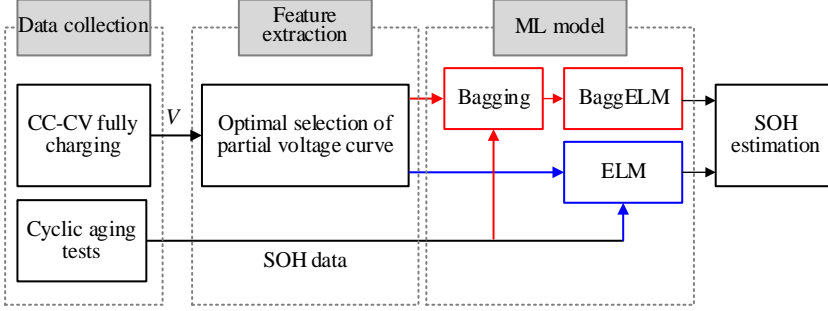 Data collection
Feature
extraction
ML model
CC-CV fully
charging
V
Optimal selection of
partial voltage curve
Bagging
BaggELM
ELM
SOH
estimation
Cyclic aging
tests
SOH data